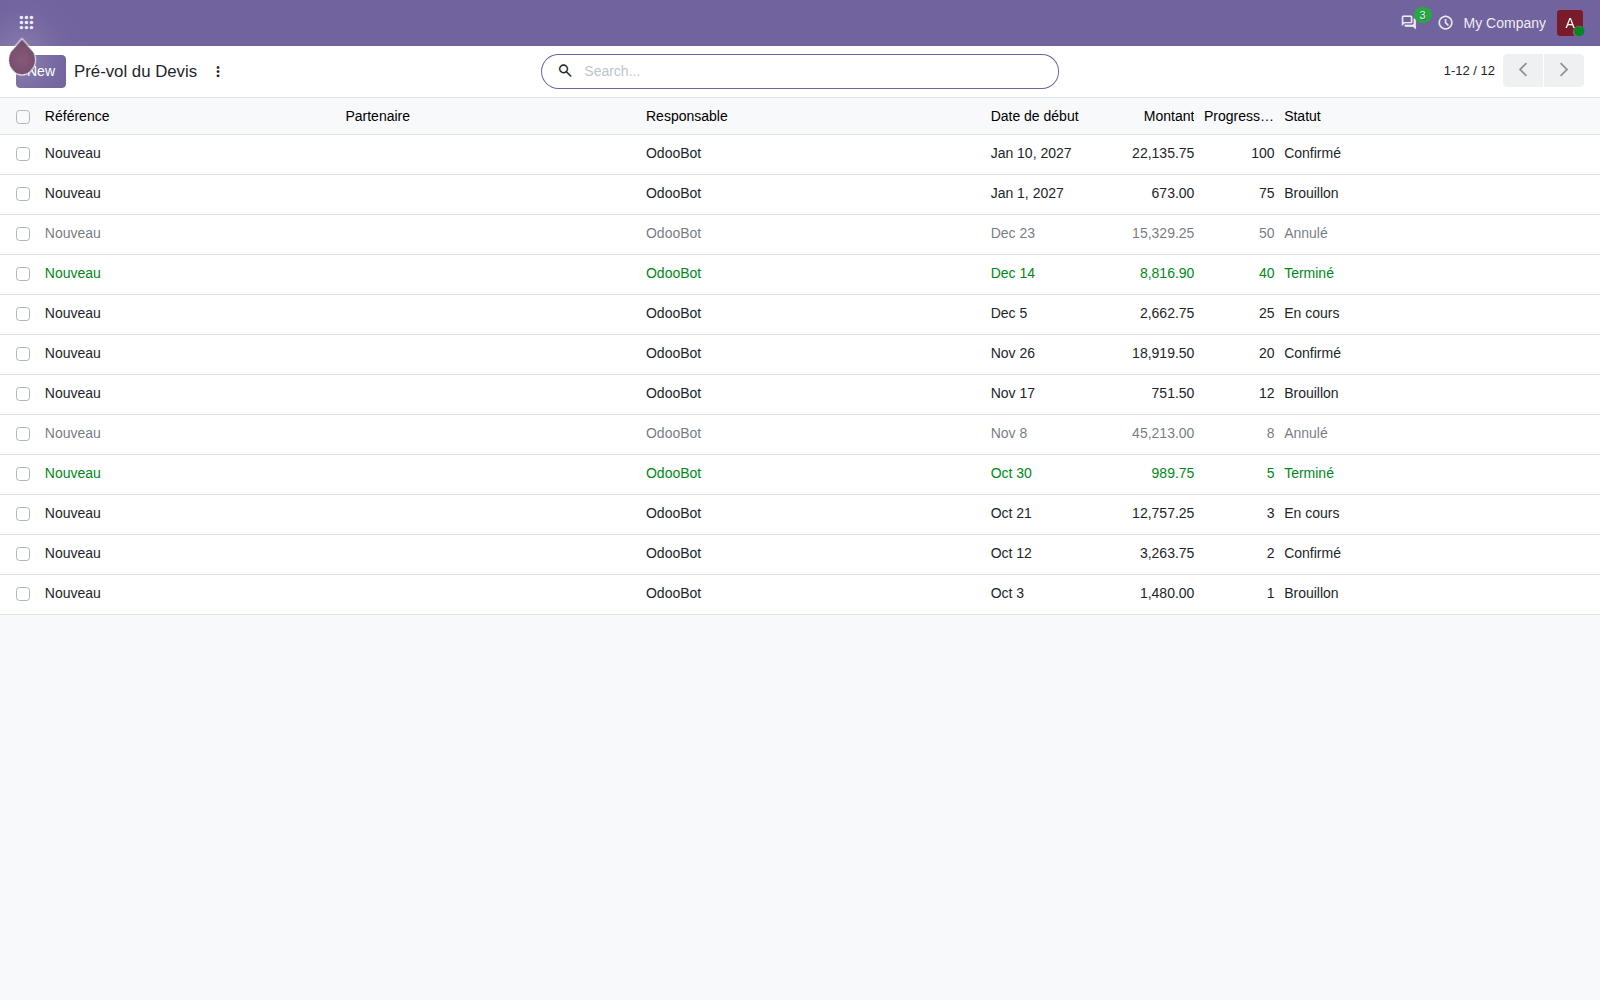 3 My Company A
New Pré-vol du Devis Search... 1-12 / 12
Référence Partenaire Responsable Date de début Montant Progress... Statut
Nouveau OdooBot Jan 10, 2027 22,135.75 100 Confirmé
Nouveau OdooBot Jan 1, 2027 673.00 75 Brouillon
Nouveau OdooBot Dec 23 15,329.25 50 Annulé
Nouveau OdooBot Dec 14 8,816.90 40 Terminé
Nouveau OdooBot Dec 5 2,662.75 25 En cours
Nouveau OdooBot Nov 26 18,919.50 20 Confirmé
Nouveau OdooBot Nov 17 751.50 12 Brouillon
Nouveau OdooBot Nov 8 45,213.00 8 Annulé
Nouveau OdooBot Oct 30 989.75 5 Terminé
Nouveau OdooBot Oct 21 12,757.25 3 En cours
Nouveau OdooBot Oct 12 3,263.75 2 Confirmé
Nouveau OdooBot Oct 3 1,480.00 1 Brouillon